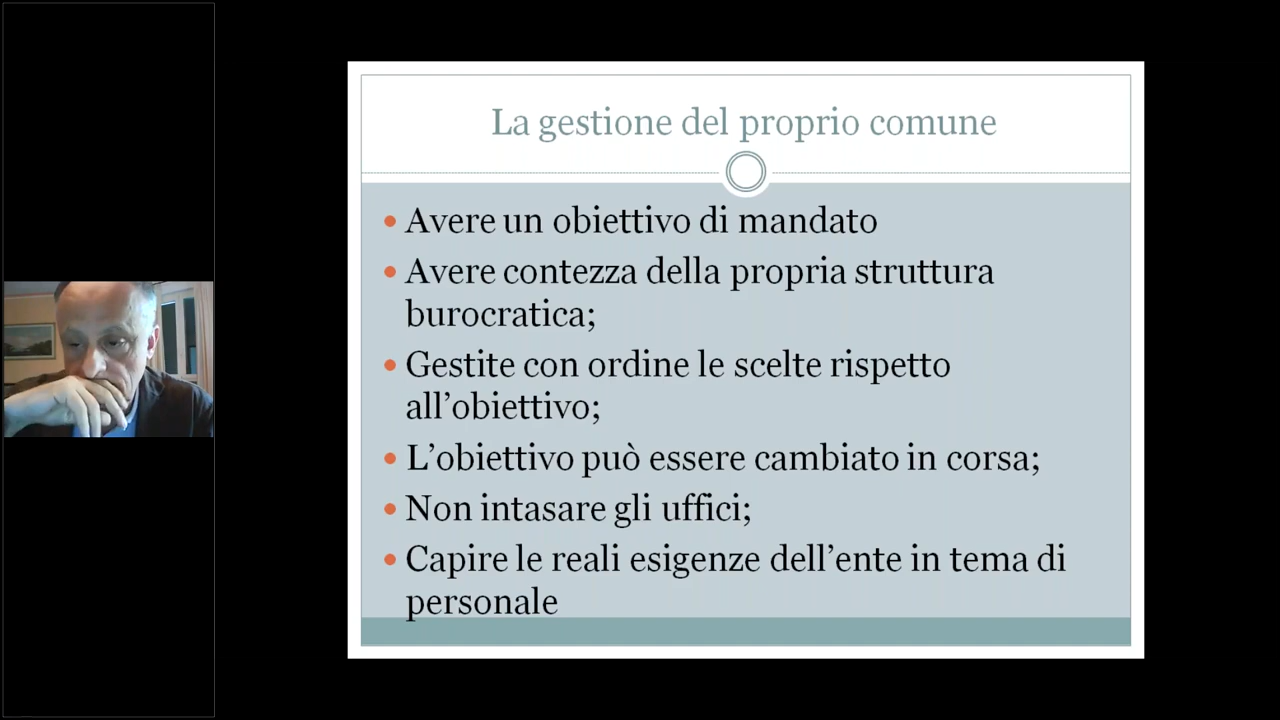 La gestione del proprio comune
• Avere un obiettivo di mandato
• Avere contezza della propria struttura
burocratica;
• Gestite con ordine le scelte rispetto
all’obiettivo;
• L’obiettivo può essere cambiato in corsa;
• Non intasare gli uffici;
• Capire le reali esigenze dell’ente in tema di
personale